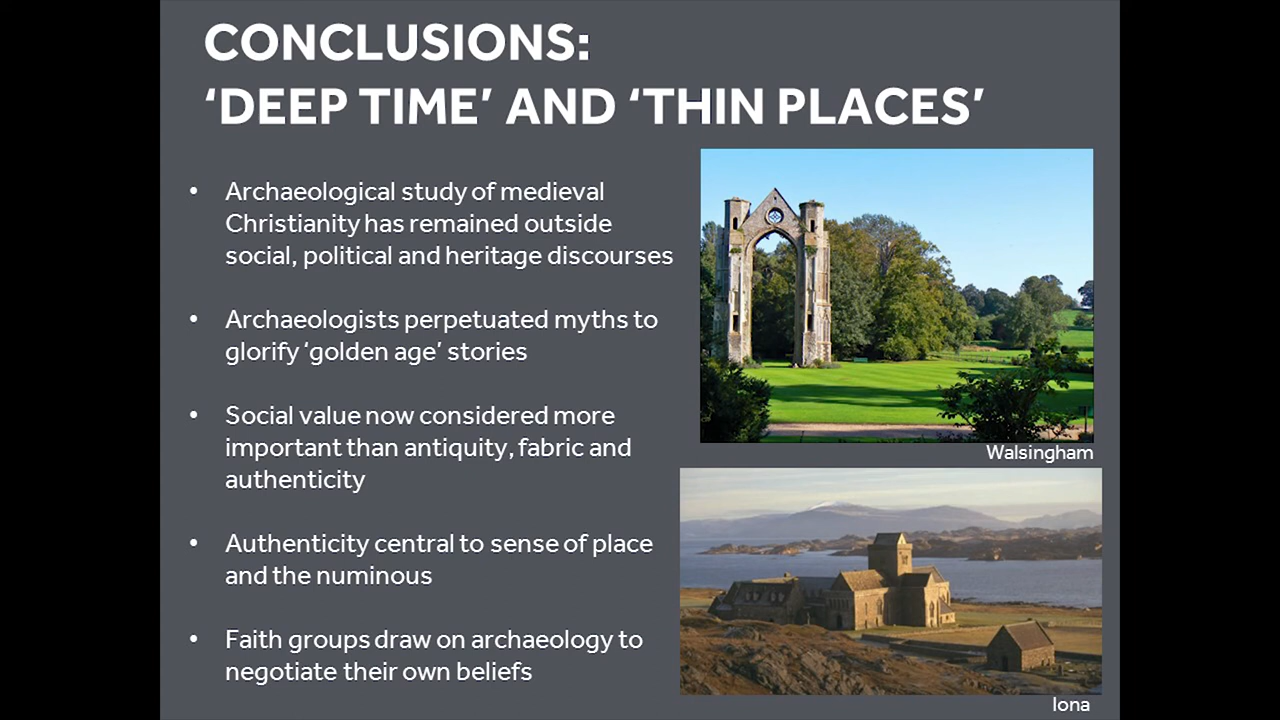 CONCLUSIONS:
‘DEEP TIME’ AND ‘THIN PLACES’
• Archaeological study of medieval
Christianity has remained outside
social, political and heritage discourses
• Archaeologists perpetuated myths to
glorify ‘golden age’ stories
• Social value now considered more
important than antiquity, fabric and
authenticity
• Authenticity central to sense of place
and the numinous
• Faith groups draw on archaeology to
negotiate their own beliefs
Walsingham
Iona